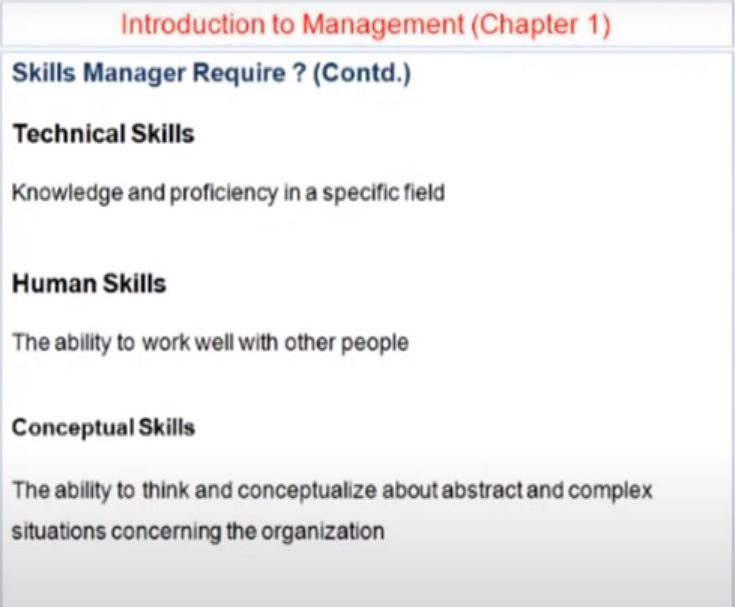 Introduction to Management (Chapter 1)
Skills Manager Require ? (Contd.)
Technical Skills
Knowledge and proficiency in a specific field
Human Skills
The ability to work well with other people
Conceptual Skills
The ability to think and conceptualize about abstract and complex
situations concerning the organization